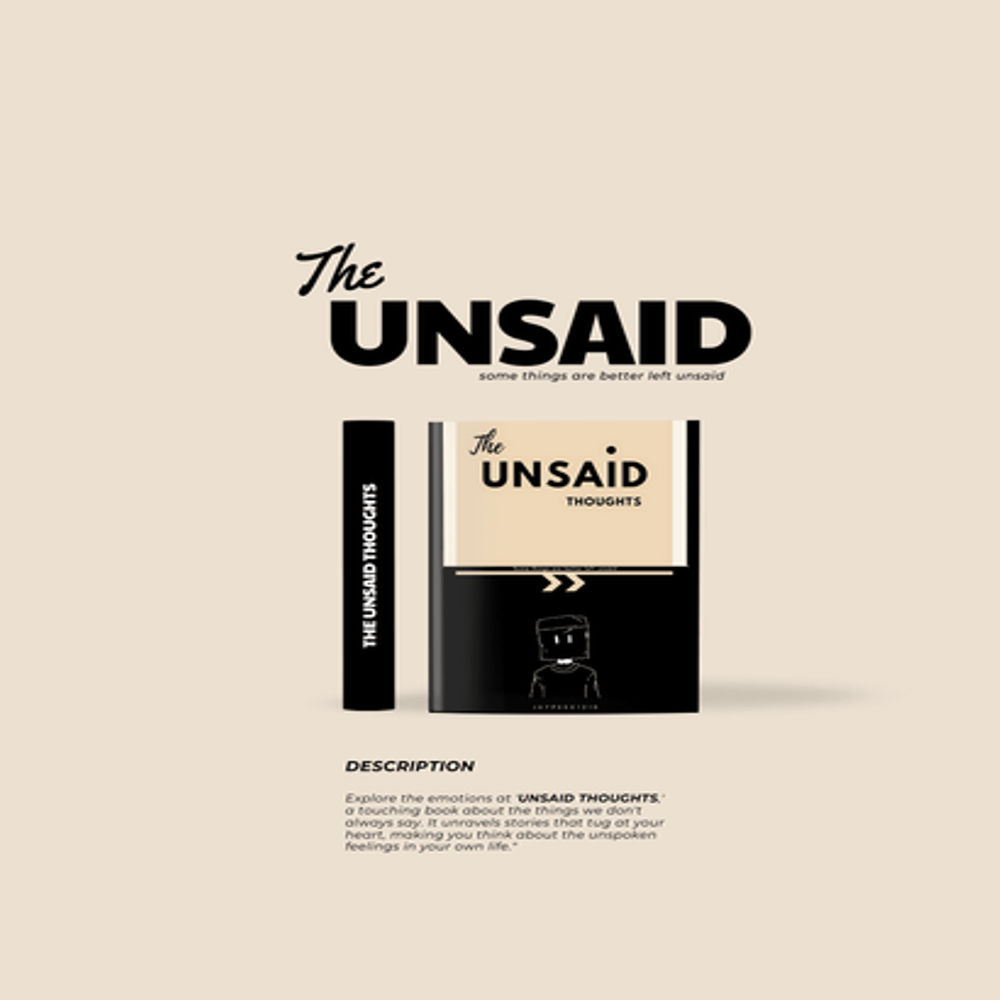 The
UNSAID
some things are better left unsaid
THE UNSAID THOUGHTS
The
UNSAiD
THOUGHTS
DESCRIPTION
Explore the emotions at 'UNSAID THOUGHTS,'
a touching book about the things we don't
always say. It unravels stories that tug at your
heart, making you think about the unspoken
feelings in your own life."